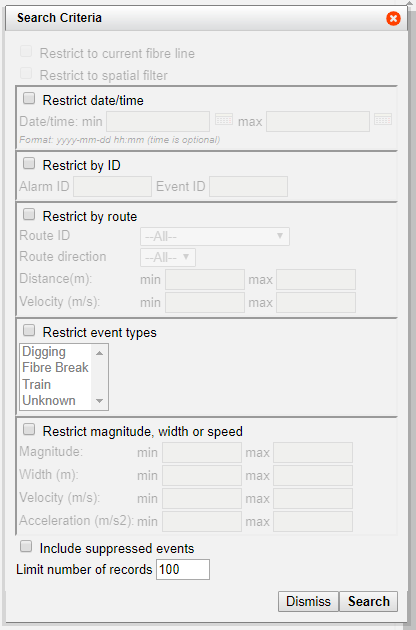 Search Criteria
Restrict to current fibre line
Restrict to spatial filter
Restrict date/time
Date/time: min max
Format: yyyy-mm-dd hh:mm (time is optional)
Restrict by ID
Alarm ID Event ID
Restrict by route
Route ID --All--
Route direction --All--
Distance(m): min max
Velocity (m/s): min max
Restrict event types
Digging
Fibre Break
Train
Unknown
Restrict magnitude, width or speed
Magnitude: min max
Width (m): min max
Velocity (m/s): min max
Acceleration (m/s2): min max
Include suppressed events
Limit number of records 100
Dismiss Search